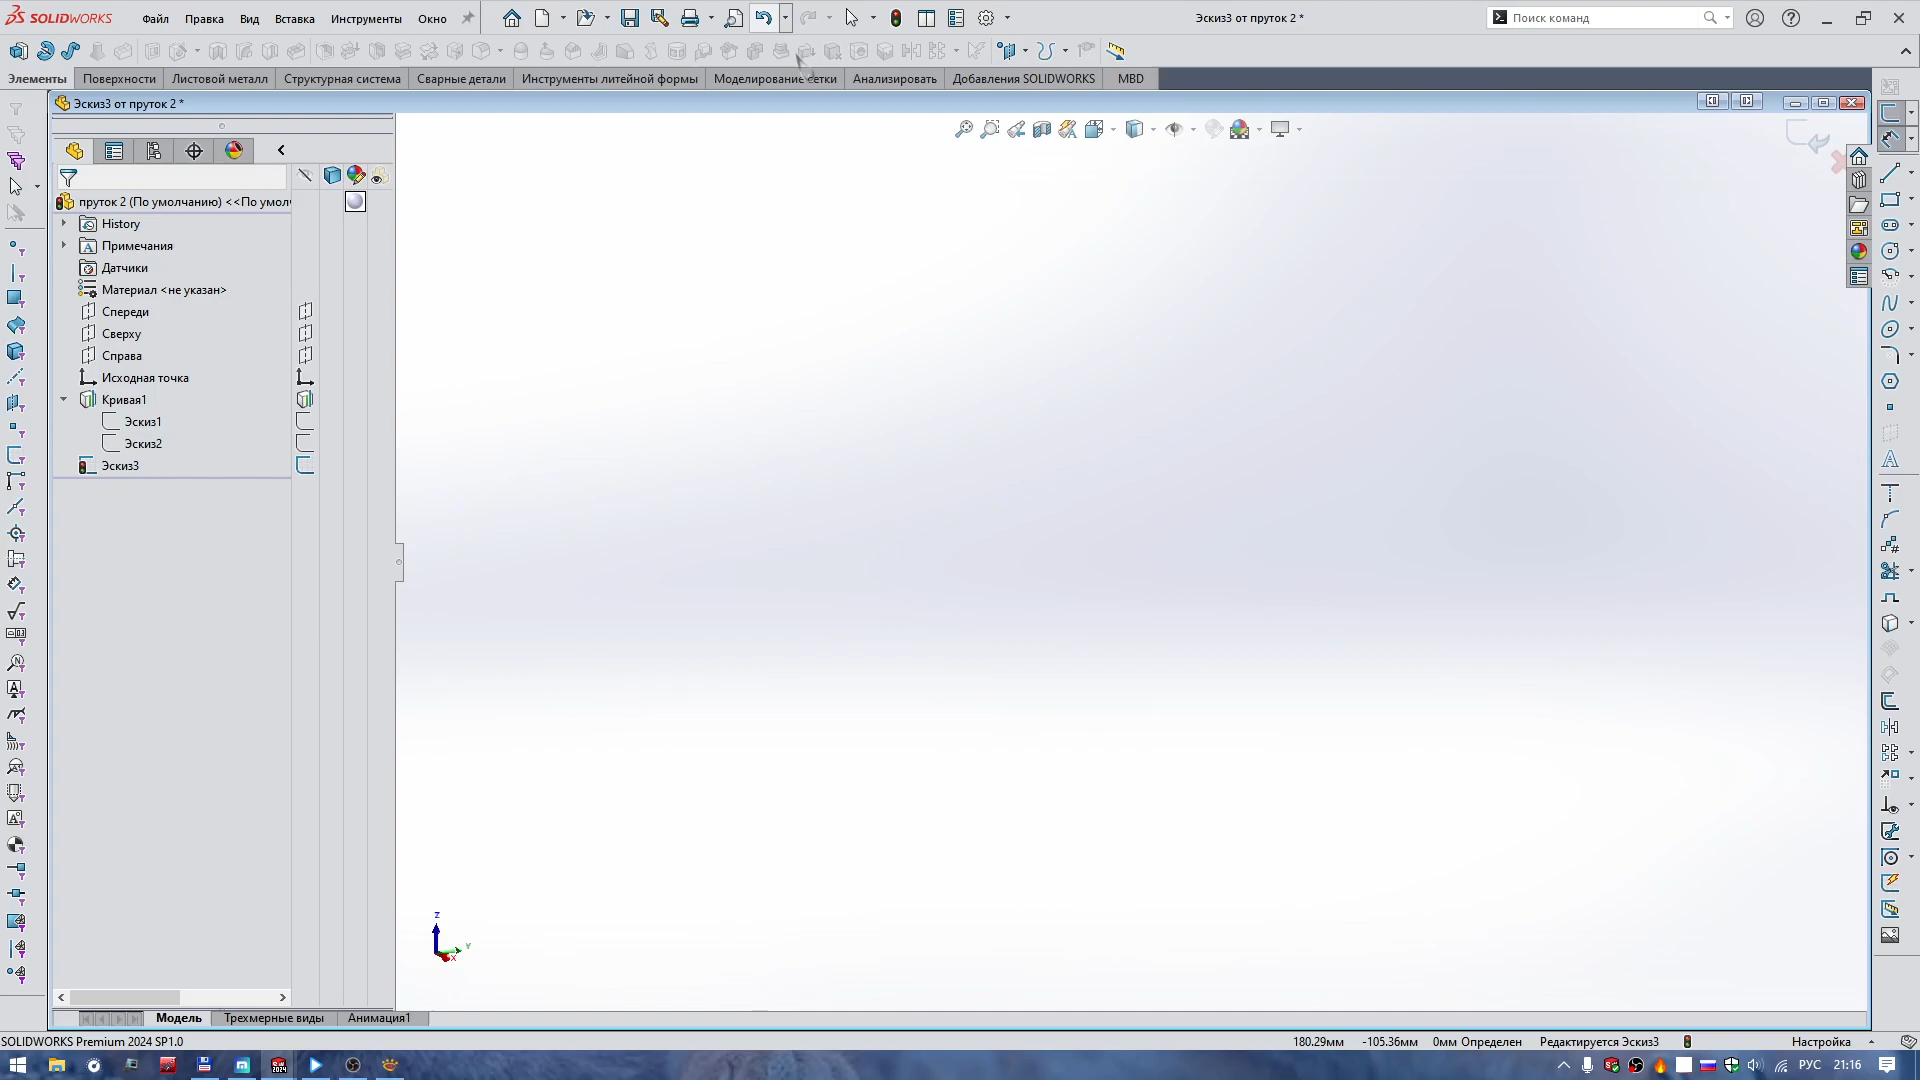 SOLIDWORKS
Файл
Правка
Вид
Вставка
Инструменты
Окно
Эскиз3 от пруток 2 *
Поиск команд
Элементы
Поверхности
Листовой металл
Структурная система
Сварные детали
Инструменты литейной формы
Моделирование сетки
Анализировать
Добавления SOLIDWORKS
MBD
Эскиз3 от пруток 2 *
пруток 2 (По умолчанию) <<По умол
History
Примечания
Датчики
Материал <не указан>
Спереди
Сверху
Справа
Исходная точка
Кривая1
Эскиз1
Эскиз2
Эскиз3
Z
Y
X
Модель
Трехмерные виды
Анимация1
SOLIDWORKS Premium 2024 SP1.0
180.29мм
-105.36мм
0мм Определен
Редактируется Эскиз3
Настройка
РУС
21:16